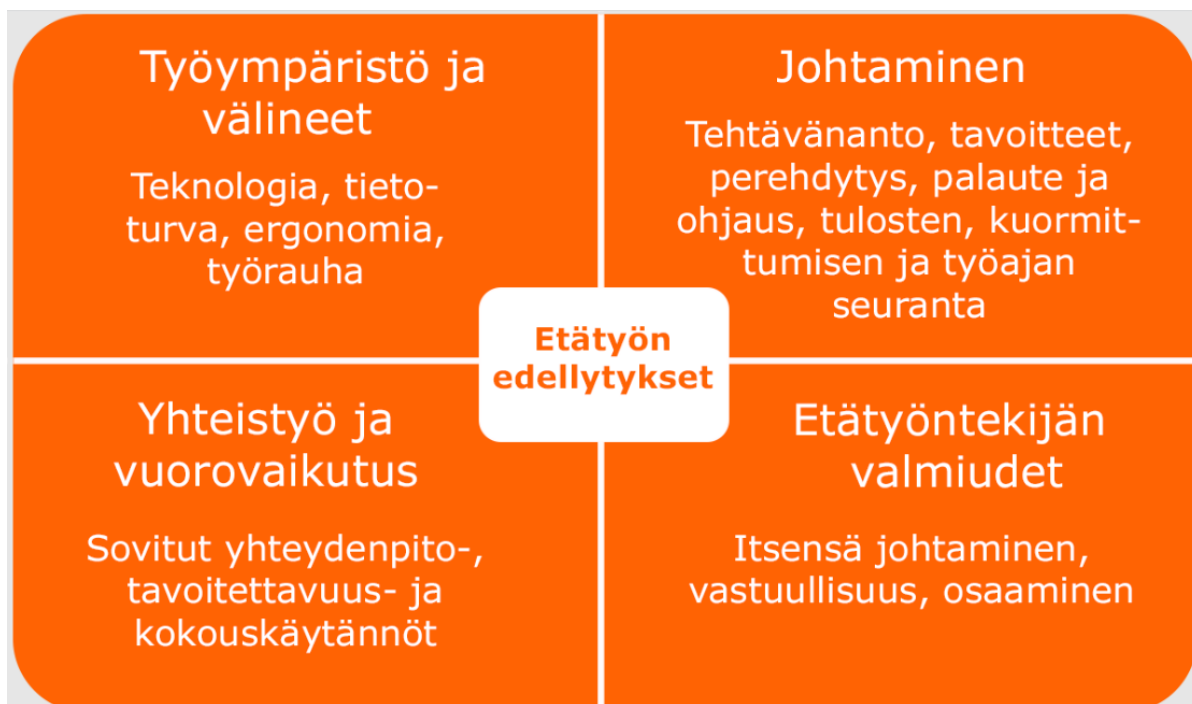 Työympäristö ja
välineet
Teknologia, tieto-
turva, ergonomia,
työrauha
Johtaminen
Tehtävänanto, tavoitteet,
perehdytys, palaute ja
ohjaus, tulosten, kuormit-
tumisen ja työajan
seuranta
Etätyön
edellytykset
Yhteistyö ja
vuorovaikutus
Sovitut yhteydenpito-,
tavoitettavuus- ja
kokouskäytännöt
Etätyöntekijän
valmiudet
Itsensä johtaminen,
vastuullisuus, osaaminen